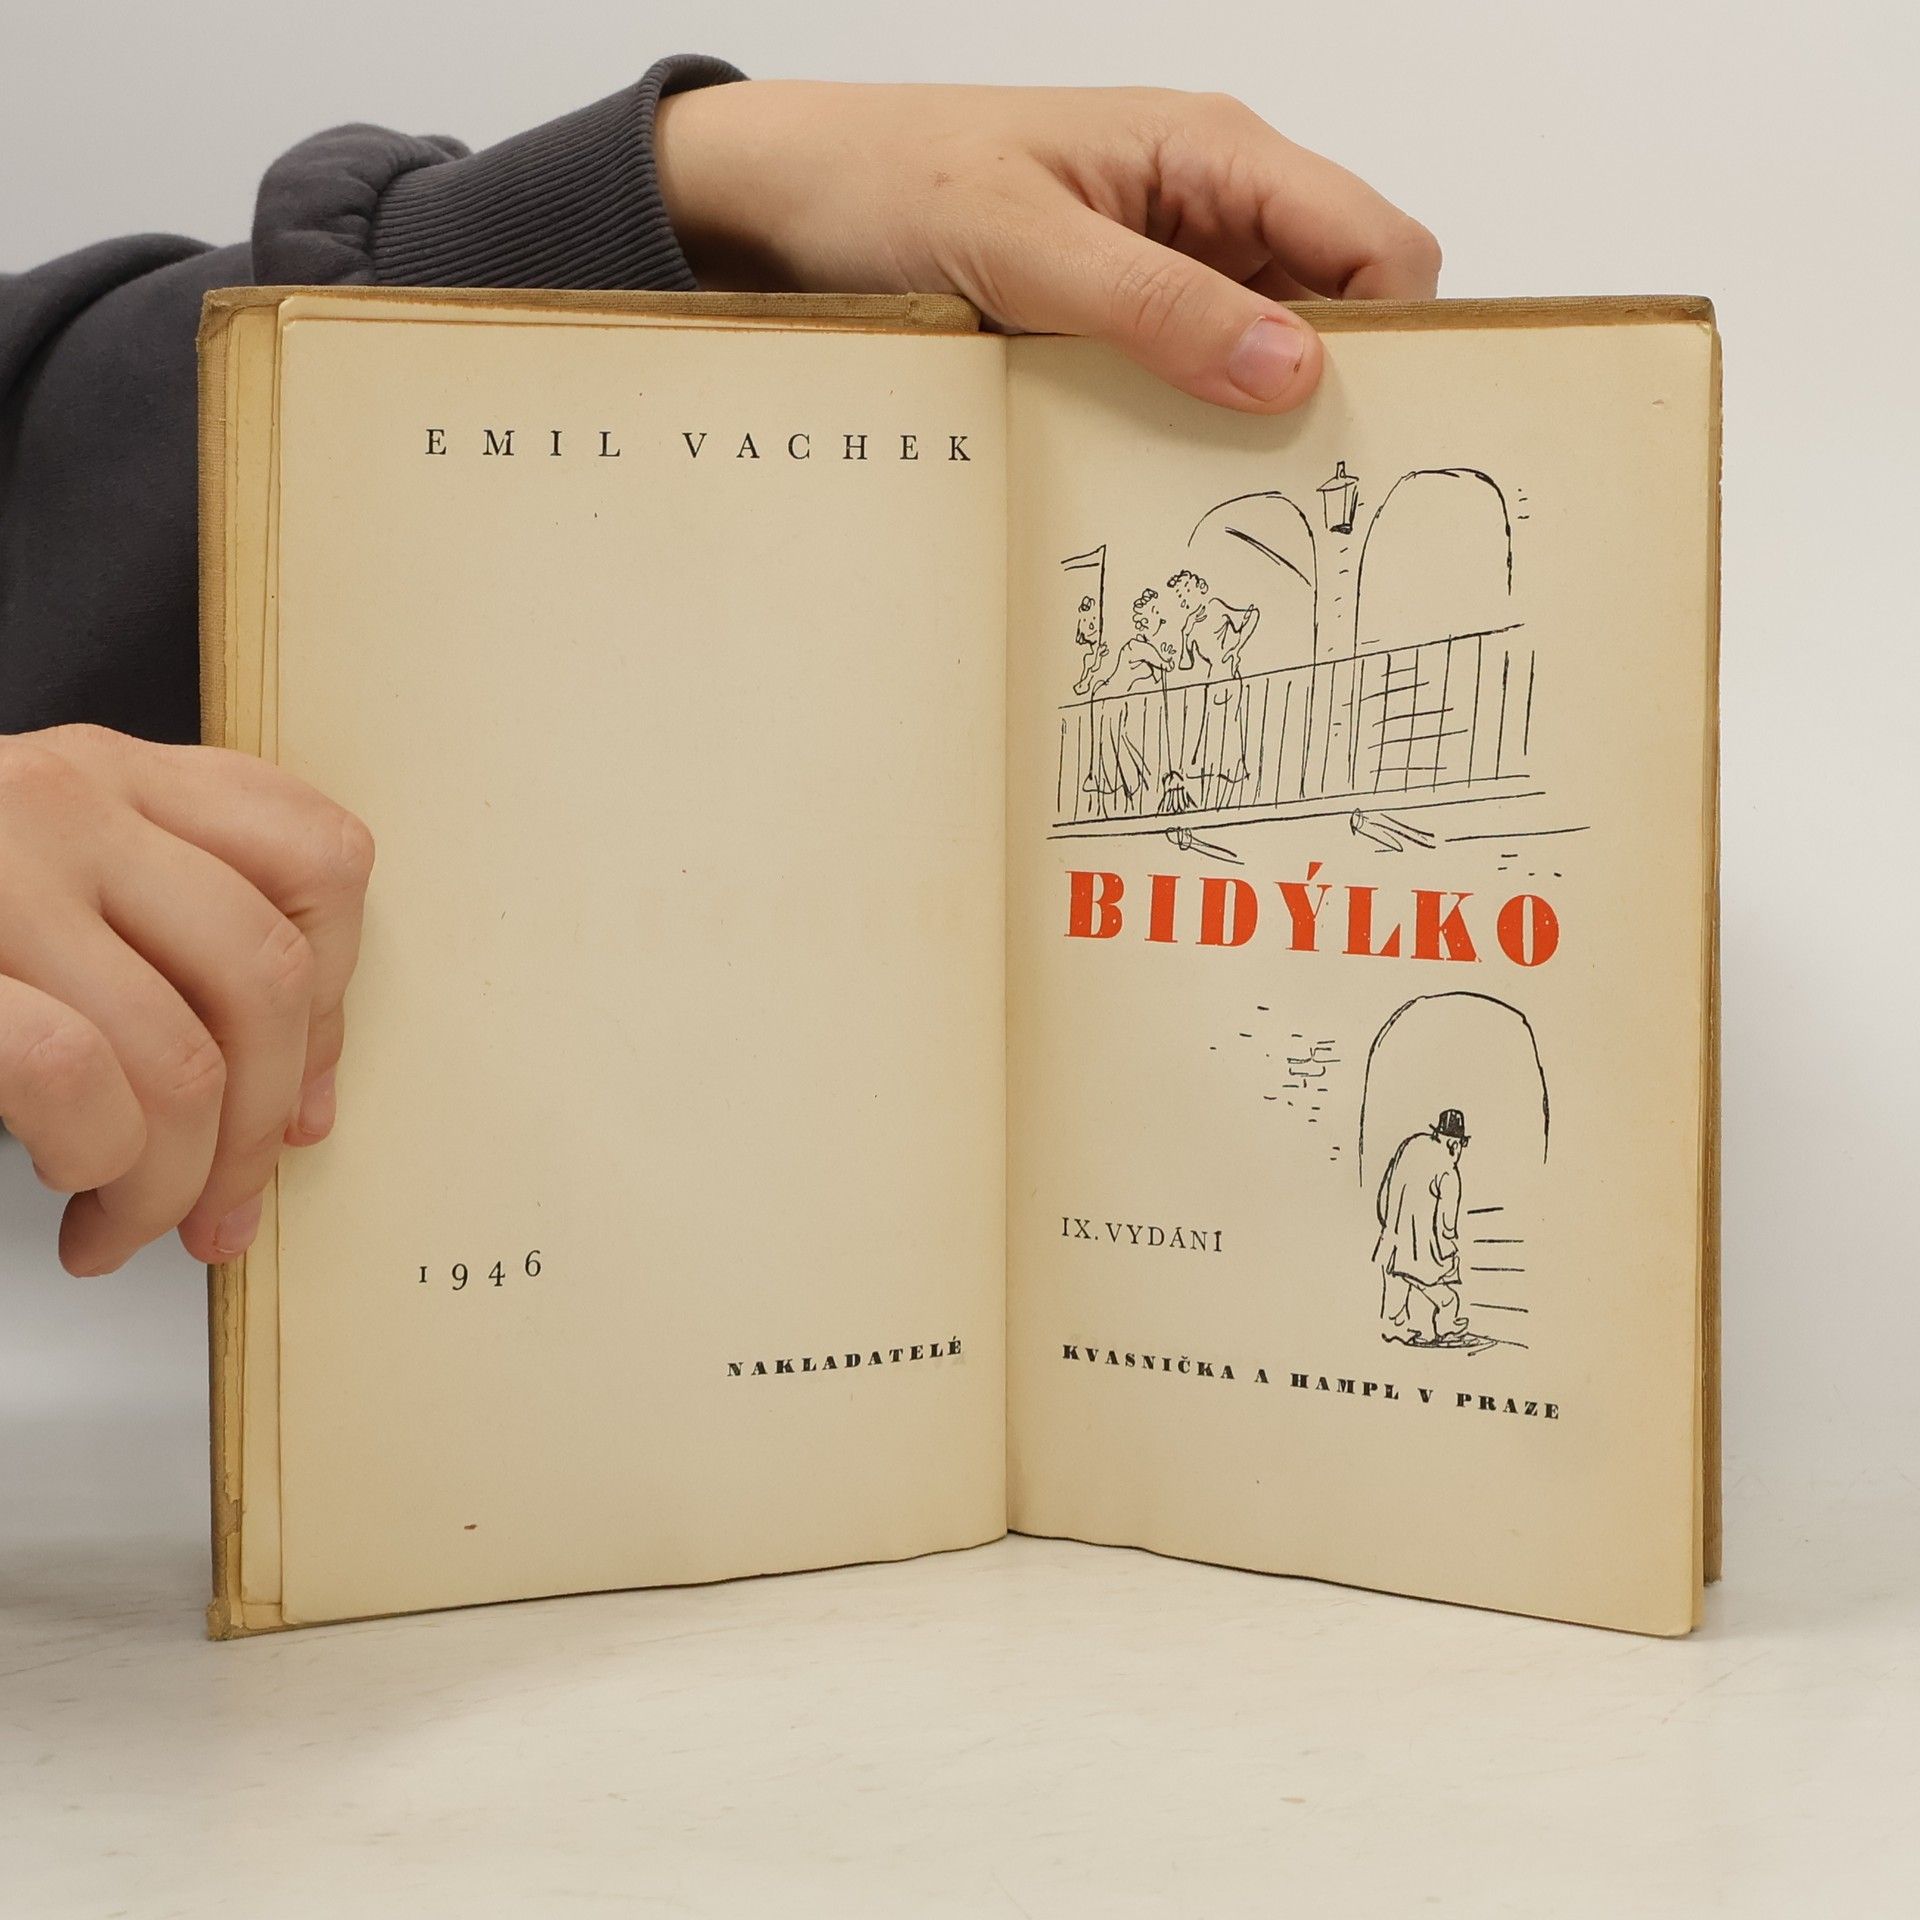 EMIL VACHEK
1946
NAKLADATELÉ
BIDÝLKO
IX. VYDÁNÍ
KVASNIČKA A HAMPL V PRAZE